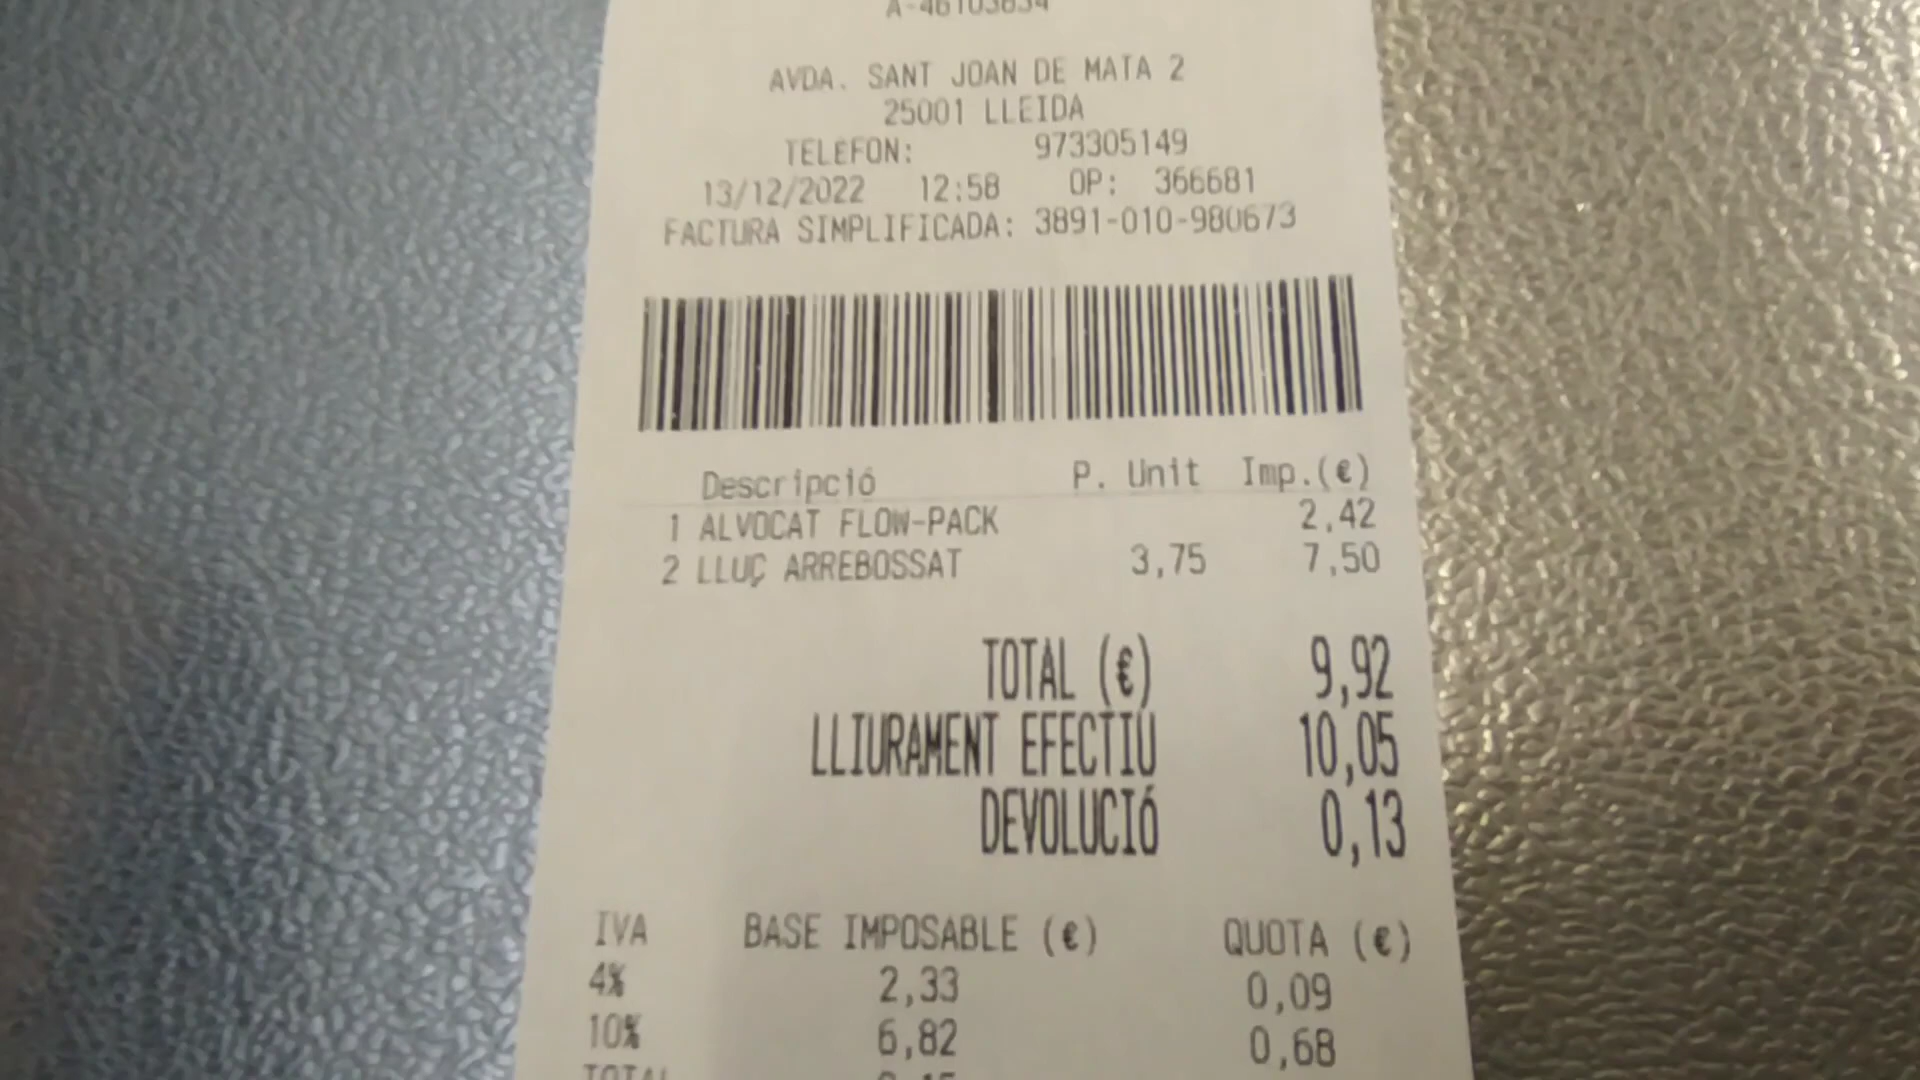 A-46103834
AVDA. SANT JOAN DE MATA 2
25001 LLEIDA
TELÈFON: 973305149
13/12/2022 12:58 OP: 366681
FACTURA SIMPLIFICADA: 3891-010-980673
Descripció P. Unit Imp.(€)
1 ALVOCAT FLOW-PACK 2,42
2 LLUÇ ARREBOSSAT 3,75 7,50
TOTAL (€) 9,92
LLIURAMENT EFECTIU 10,05
DEVOLUCIÓ 0,13
IVA BASE IMPOSABLE (€) QUOTA (€)
4% 2,33 0,09
10% 6,82 0,68
TOTAL